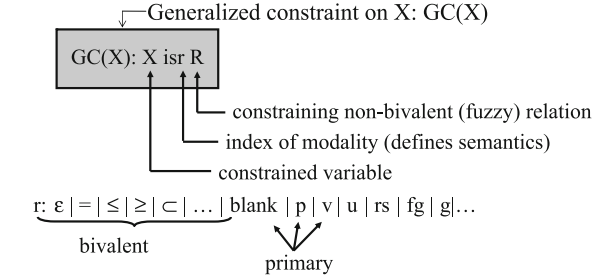 Generalized constraint on X: GC(X)
GC(X): X isr R
constraining non-bivalent (fuzzy) relation
index of modality (defines semantics)
constrained variable
r: ε | = | ≤ | ≥ | ⊂ | … | blank | p | v | u | rs | fg | g|…
bivalent
primary